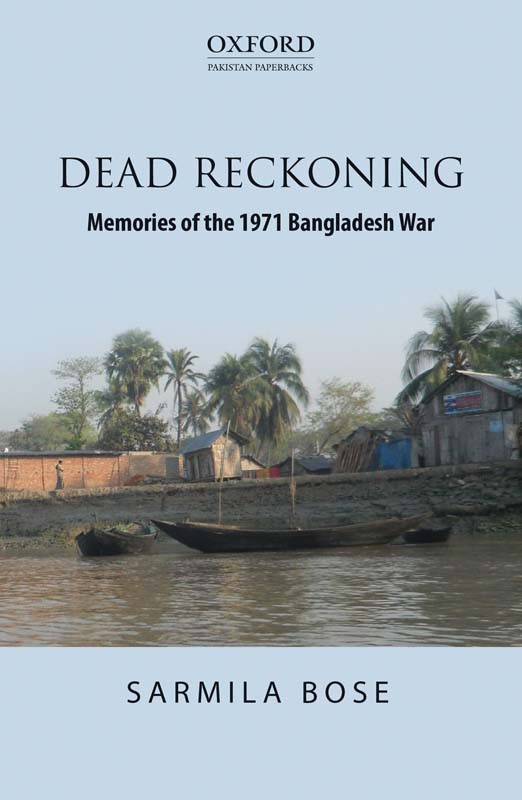 OXFORD
PAKISTAN PAPERBACKS
DEAD RECKONING
Memories of the 1971 Bangladesh War
SARMILA BOSE